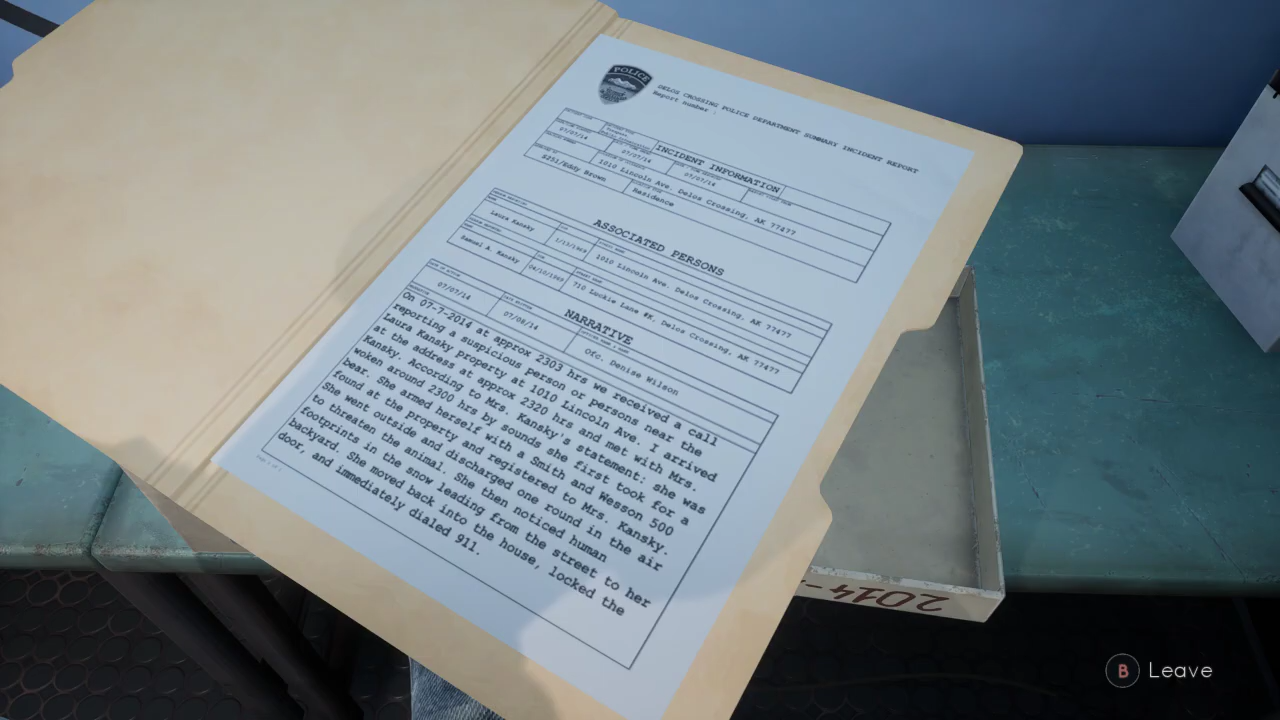 POLICE
DELOS CROSSING POLICE DEPARTMENT SUMMARY INCIDENT REPORT
Report number :
INCIDENT INFORMATION
07/07/14
07/07/14
07/07/14
S251/Eddy Brown
1010 Lincoln Ave. Delos Crossing, AK 77477
Residence
ASSOCIATED PERSONS
Laura Kansky
1010 Lincoln Ave. Delos Crossing, AK 77477
Samuel A. Kansky
710 Luckie Lane #K. Delos Crossing, AK 77477
NARRATIVE
07/07/14
07/08/14
Ofc. Denise Wilson
On 07-7-2014 at approx 2303 hrs we received a call
reporting a suspicious person or persons near the
Laura Kansky property at 1010 Lincoln Ave. I arrived
at the address at approx 2320 hrs and met with Mrs.
Kansky. According to Mrs. Kansky's statement: she was
woken around 2300 hrs by sounds she first took for a
bear. She armed herself with a Smith and Wesson 500
found at the property and registered to Mrs. Kansky.
She went outside and discharged one round in the air
to threaten the animal. She then noticed human
footprints in the snow leading from the street to her
backyard. She moved back into the house, locked the
door, and immediately dialed 911.
2014-
B Leave